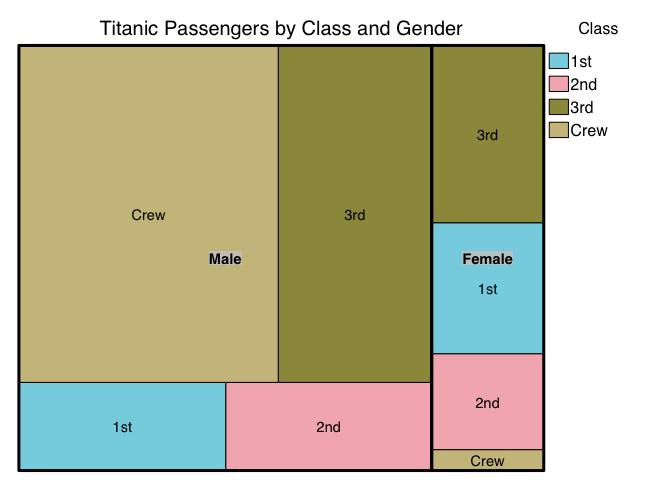 Titanic Passengers by Class and Gender
Class
1st
2nd
3rd
Crew
Crew
3rd
Male
1st
2nd
3rd
Female
1st
2nd
Crew